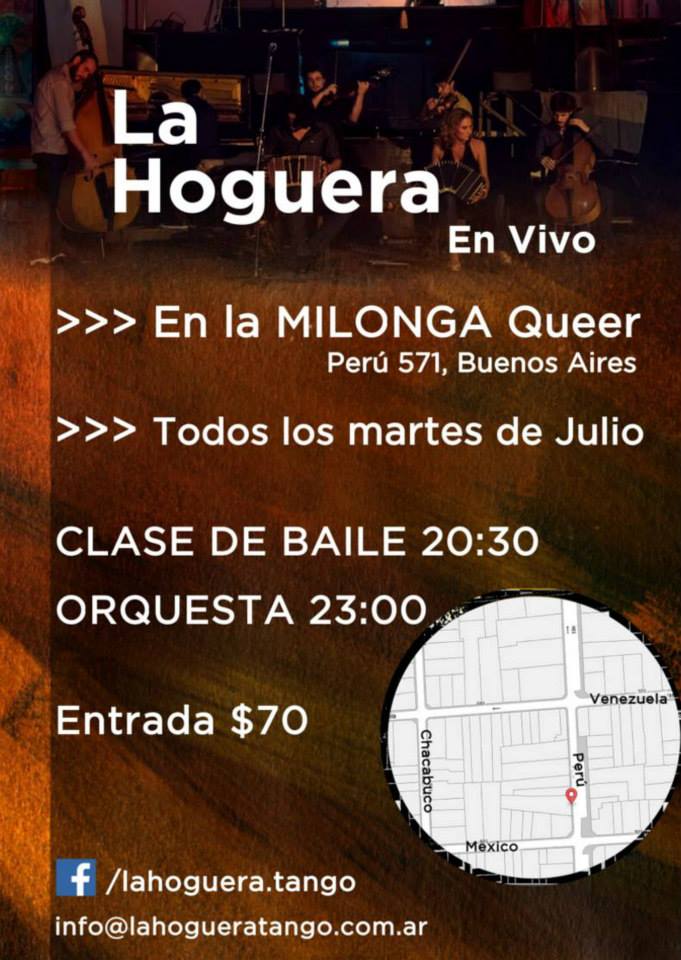 La
Hoguera
En Vivo
>>> En la MILONGA Queer
Perú 571, Buenos Aires
>>> Todos los martes de Julio
CLASE DE BAILE 20:30
ORQUESTA 23:00
Entrada $70
Venezuela
Chacabuco
Perú
México
f /lahoguera.tango
info@lahogueratango.com.ar